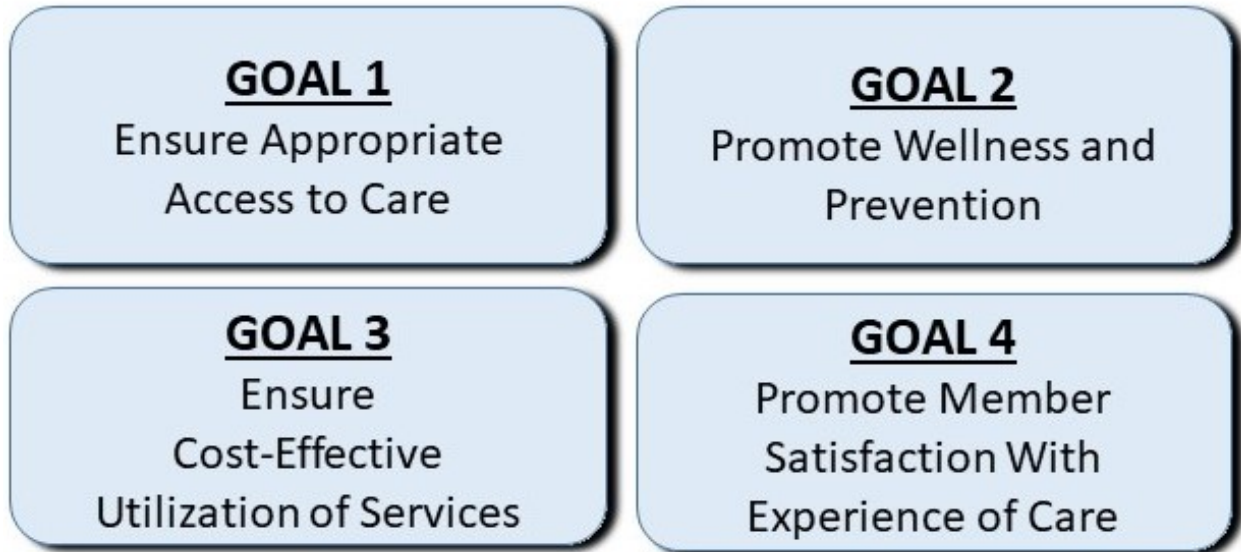 GOAL 1
Ensure Appropriate
Access to Care
GOAL 2
Promote Wellness and
Prevention
GOAL 3
Ensure
Cost-Effective
Utilization of Services
GOAL 4
Promote Member
Satisfaction With
Experience of Care